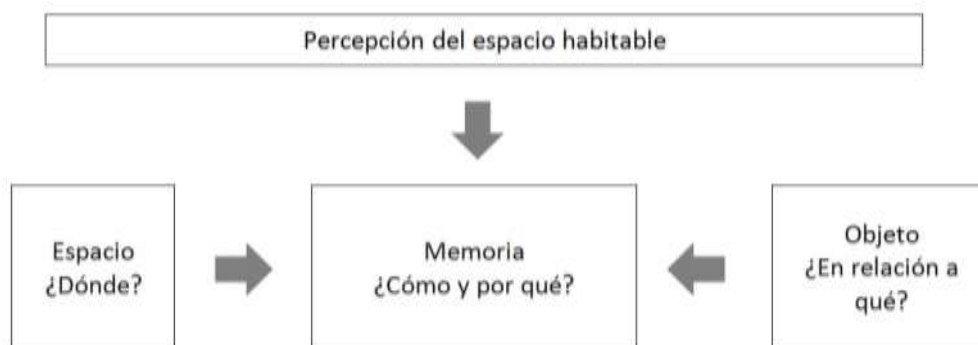 Percepción del espacio habitable
Espacio
¿Dónde?
Memoria
¿Cómo y por qué?
Objeto
¿En relación a
qué?